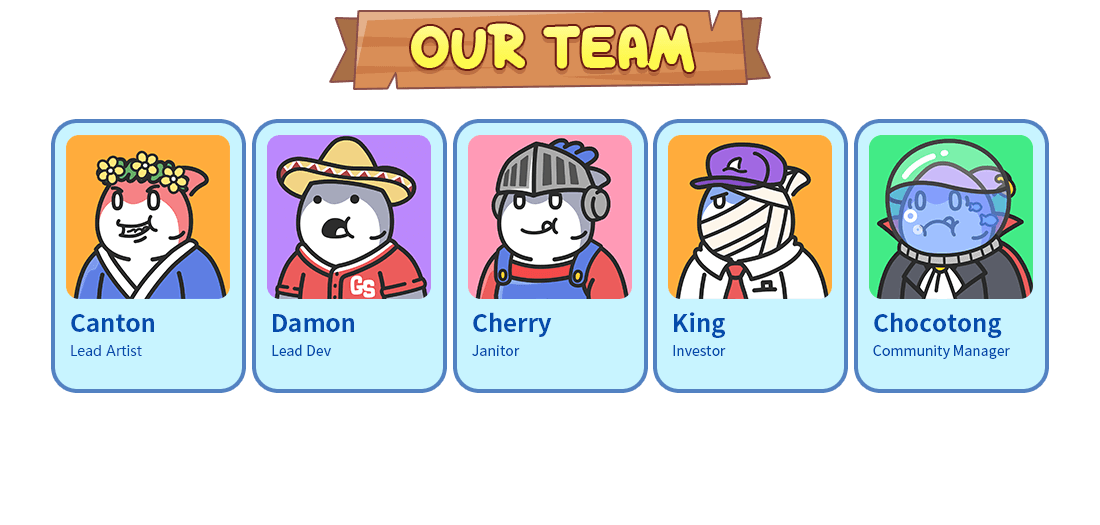 OUR TEAM
GS
Canton
Lead Artist
Damon
Lead Dev
Cherry
Janitor
King
Investor
Chocotong
Community Manager